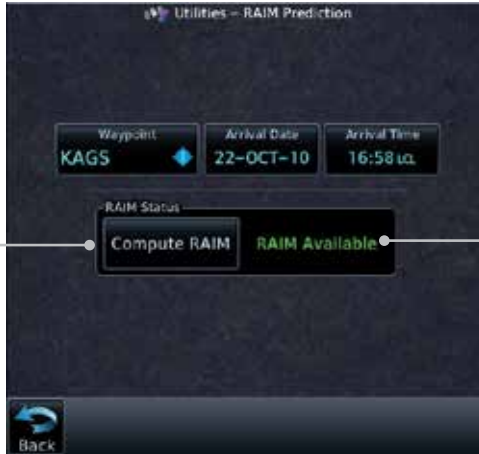 Utilities – RAIM Prediction
Waypoint
Arrival Date
Arrival Time
KAGS
22-OCT-10
16:58
RAIM Status
Compute RAIM
RAIM Available
Back